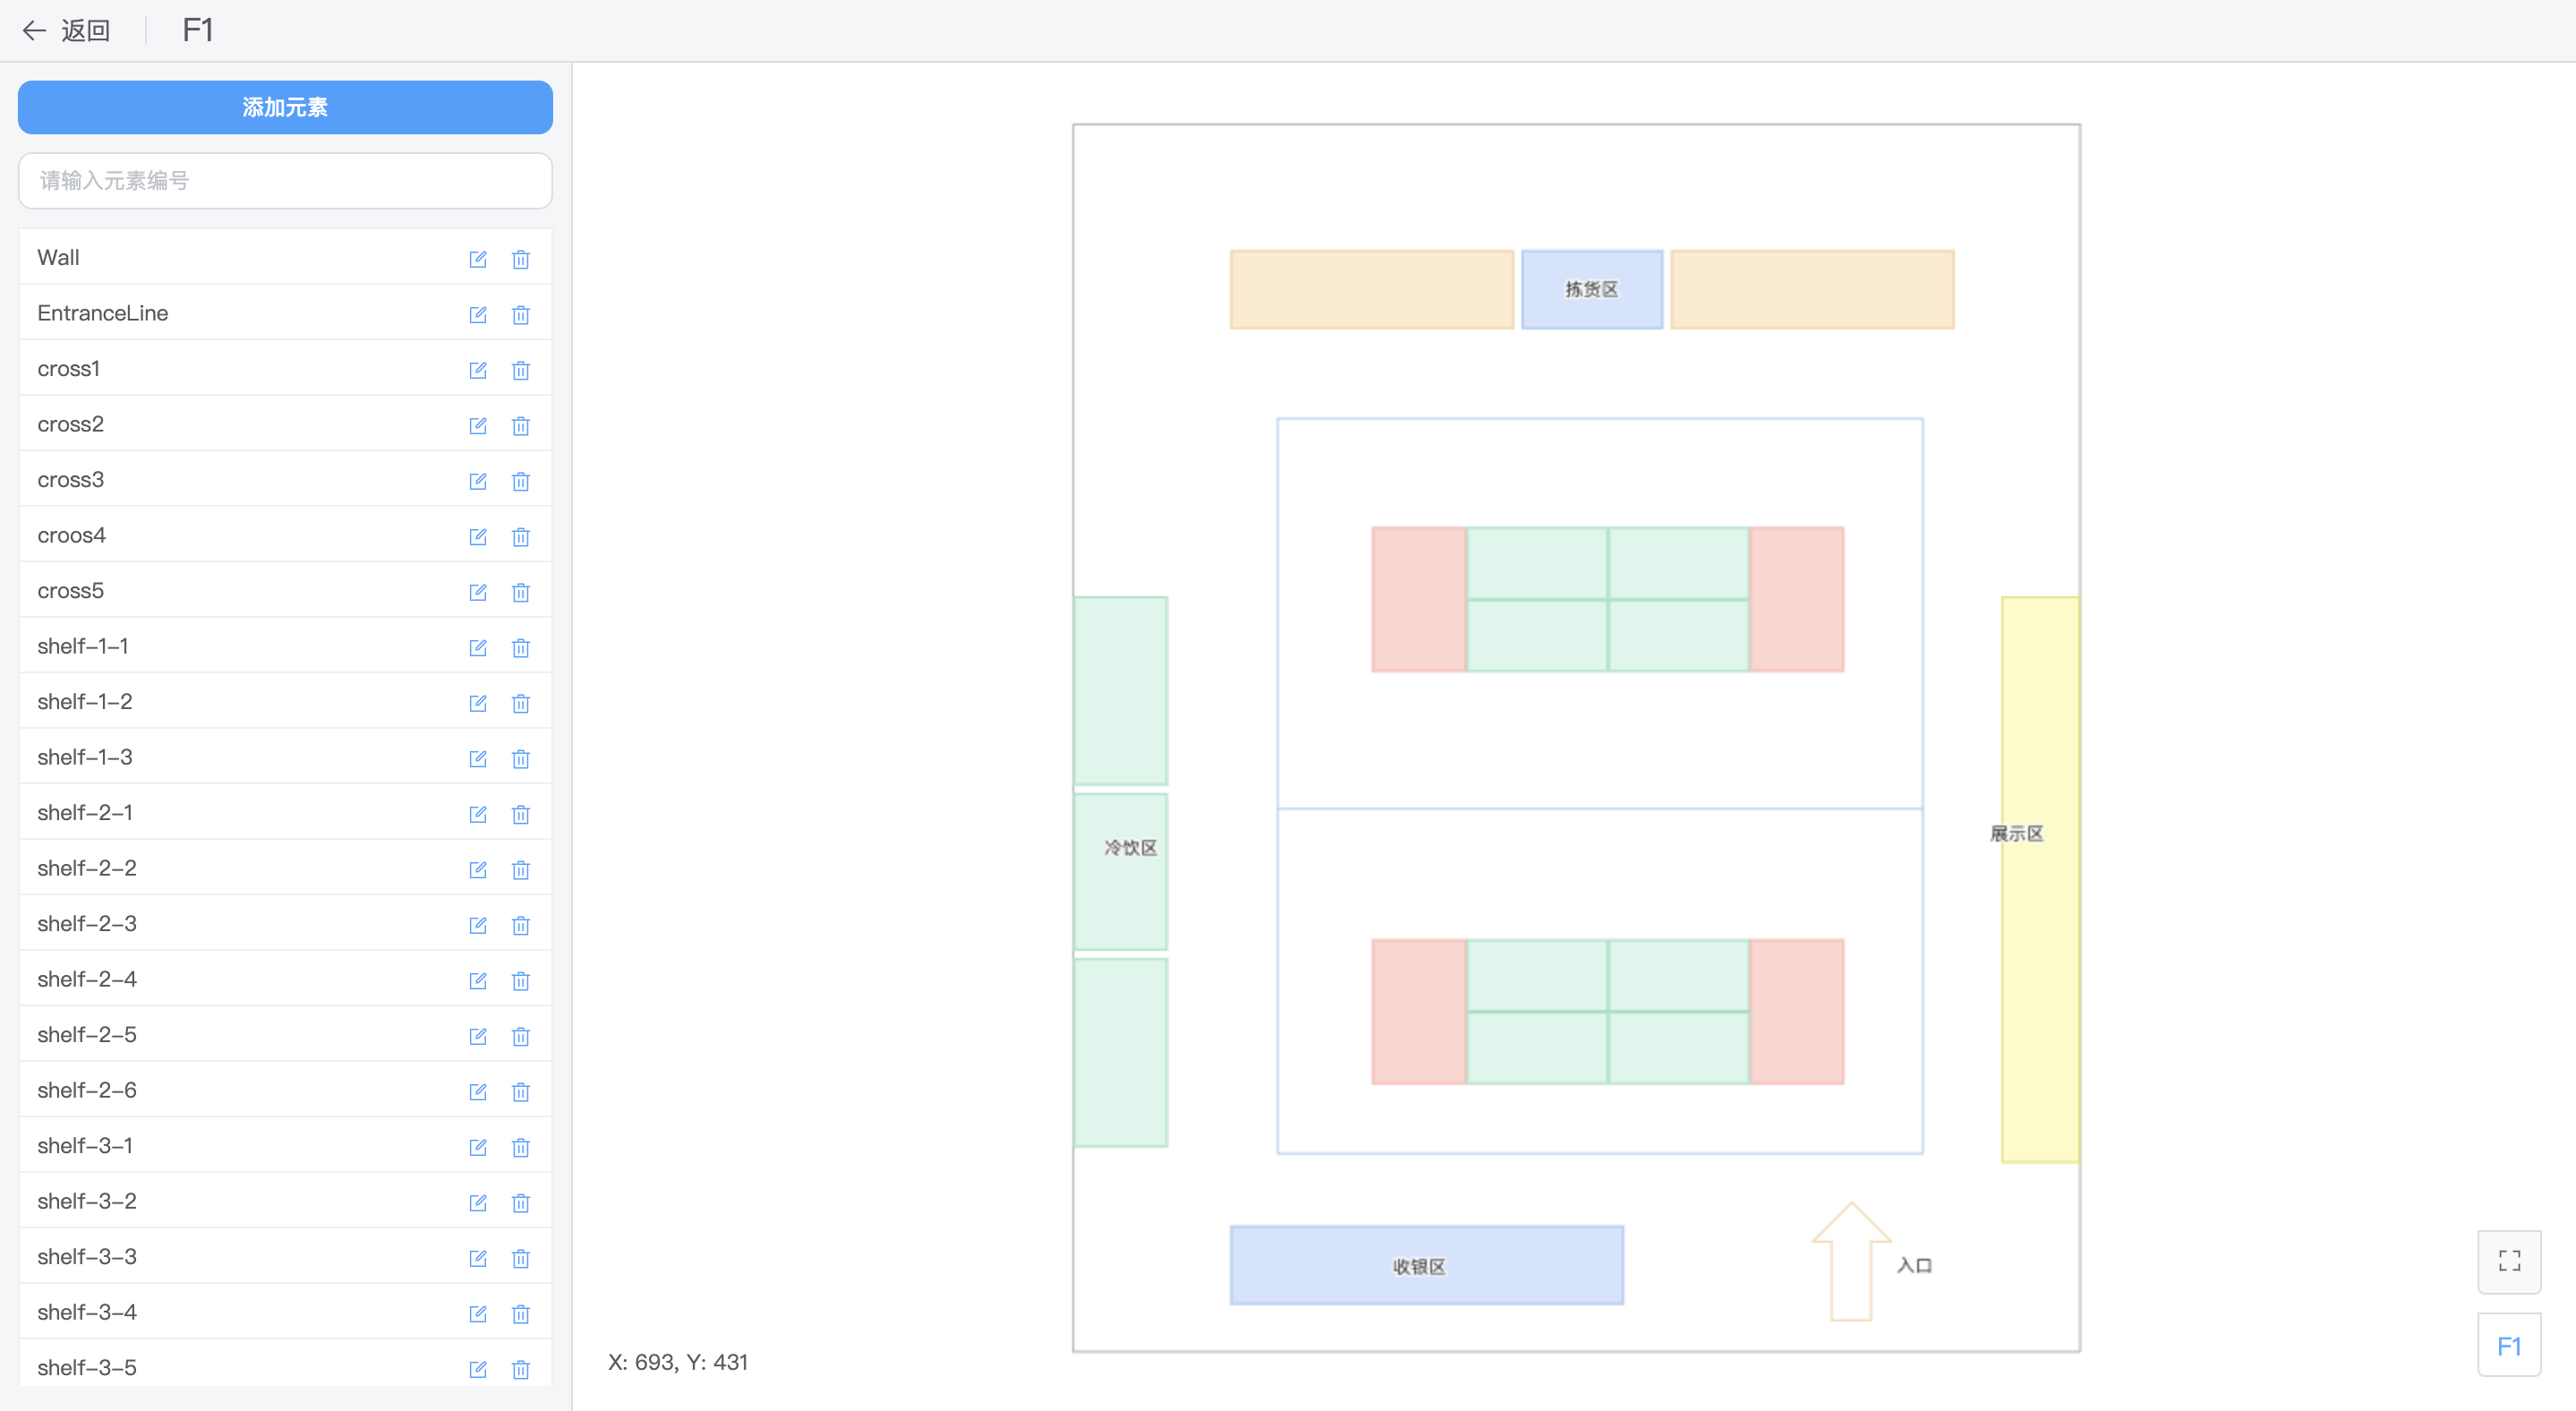 返回
F1
添加元素
请输入元素编号
Wall
EntranceLine
cross1
cross2
cross3
croos4
cross5
shelf-1-1
shelf-1-2
shelf-1-3
shelf-2-1
shelf-2-2
shelf-2-3
shelf-2-4
shelf-2-5
shelf-2-6
shelf-3-1
shelf-3-2
shelf-3-3
shelf-3-4
shelf-3-5
拣货区
展示区
冷饮区
收银区
入口
X: 693, Y: 431
F1